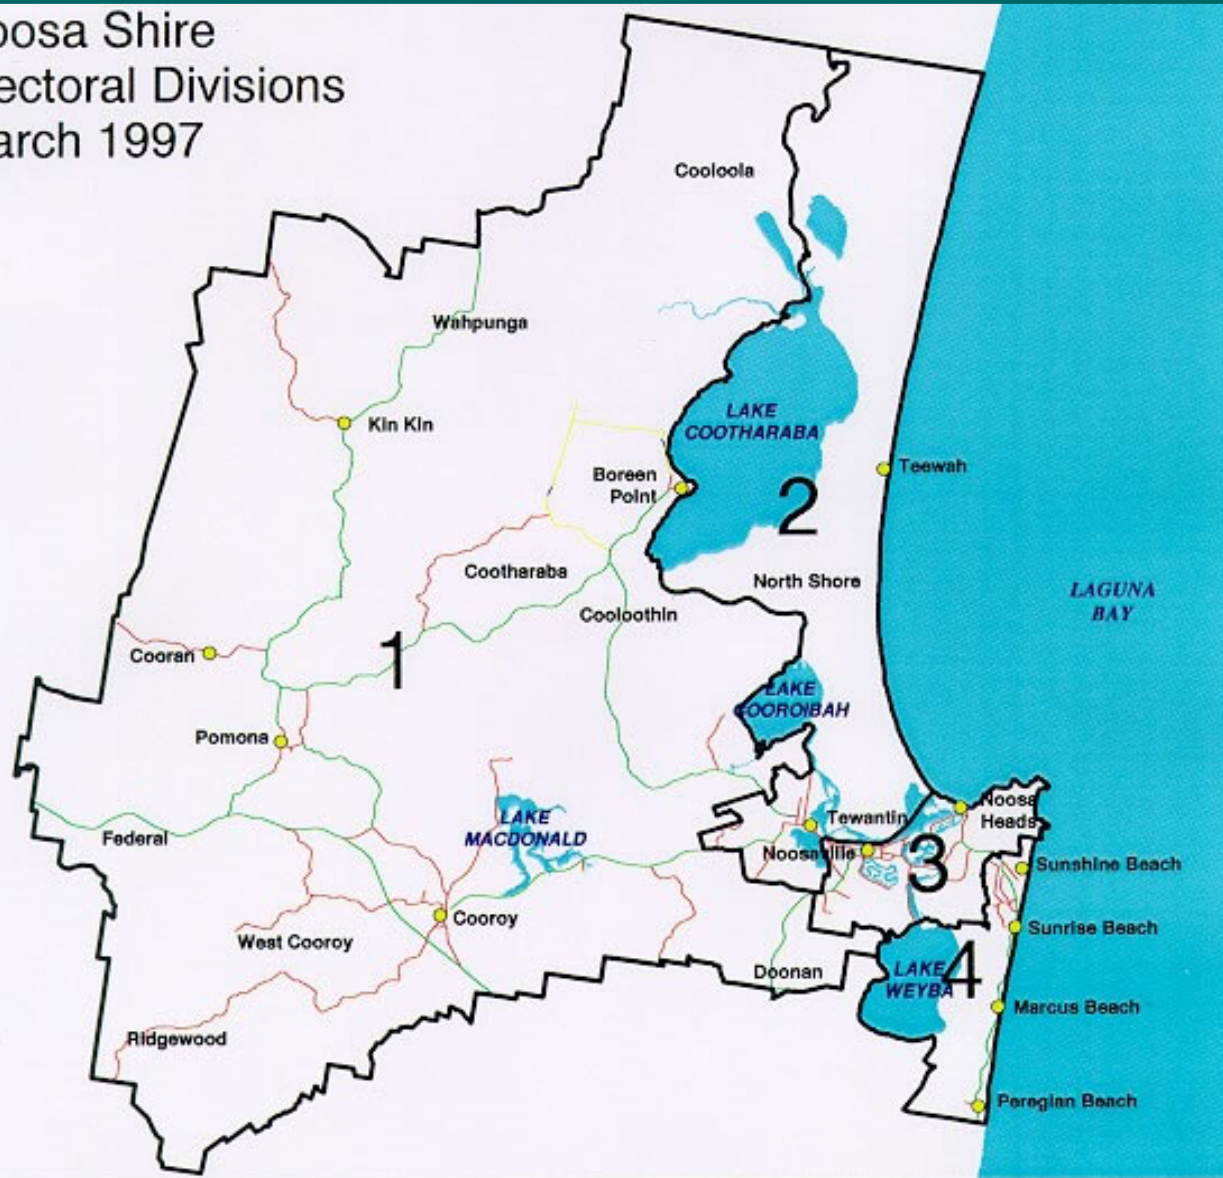 oosa Shire
ectoral Divisions
arch 1997
Cooloola
Wahpunga
Kin Kin
LAKE
COOTHARABA
Boreen
Point
Teewah
2
Cootharaba
North Shore
LAGUNA
BAY
Cooloothin
Cooran
1
LAKE
COOROIBAH
Pomona
Noosa
Heads
LAKE
MACDONALD
Tewantin
Federal
Noosaville
3
Sunshine Beach
Cooroy
Sunrise Beach
West Cooroy
Doonan
LAKE
WEYBA
4
Marcus Beach
Ridgewood
Peregian Beach